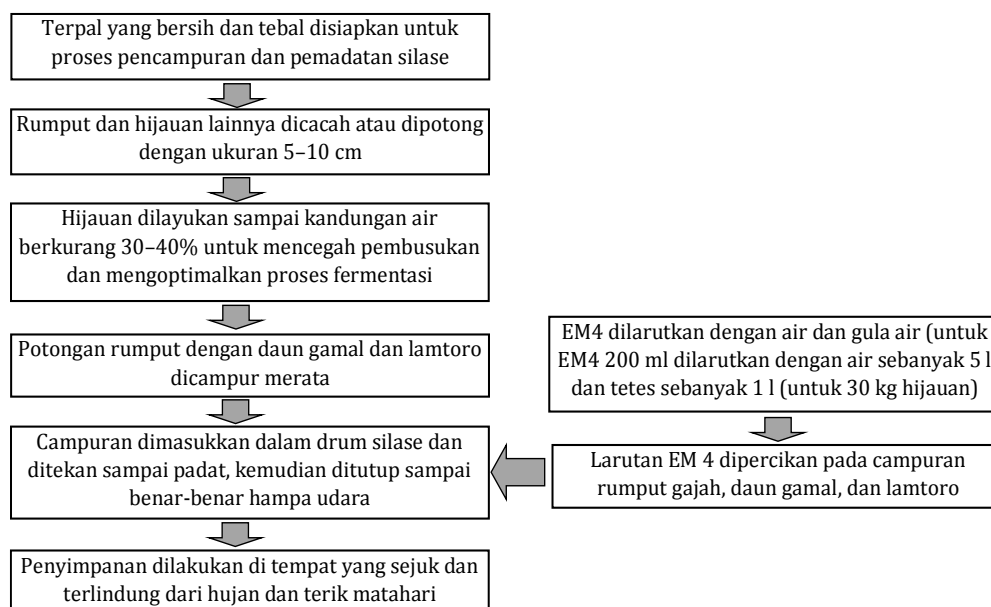 Terpal yang bersih dan tebal disiapkan untuk
proses pencampuran dan pemadatan silase
Rumput dan hijauan lainnya dicacah atau dipotong
dengan ukuran 5–10 cm
Hijauan dilayukan sampai kandungan air
berkurang 30–40% untuk mencegah pembusukan
dan mengoptimalkan proses fermentasi
Potongan rumput dengan daun gamal dan lamtoro
dicampur merata
EM4 dilarutkan dengan air dan gula air (untuk
EM4 200 ml dilarutkan dengan air sebanyak 5 l
dan tetes sebanyak 1 l (untuk 30 kg hijauan)
Larutan EM 4 dipercikan pada campuran
rumput gajah, daun gamal, dan lamtoro
Campuran dimasukkan dalam drum silase dan
ditekan sampai padat, kemudian ditutup sampai
benar-benar hampa udara
Penyimpanan dilakukan di tempat yang sejuk dan
terlindung dari hujan dan terik matahari